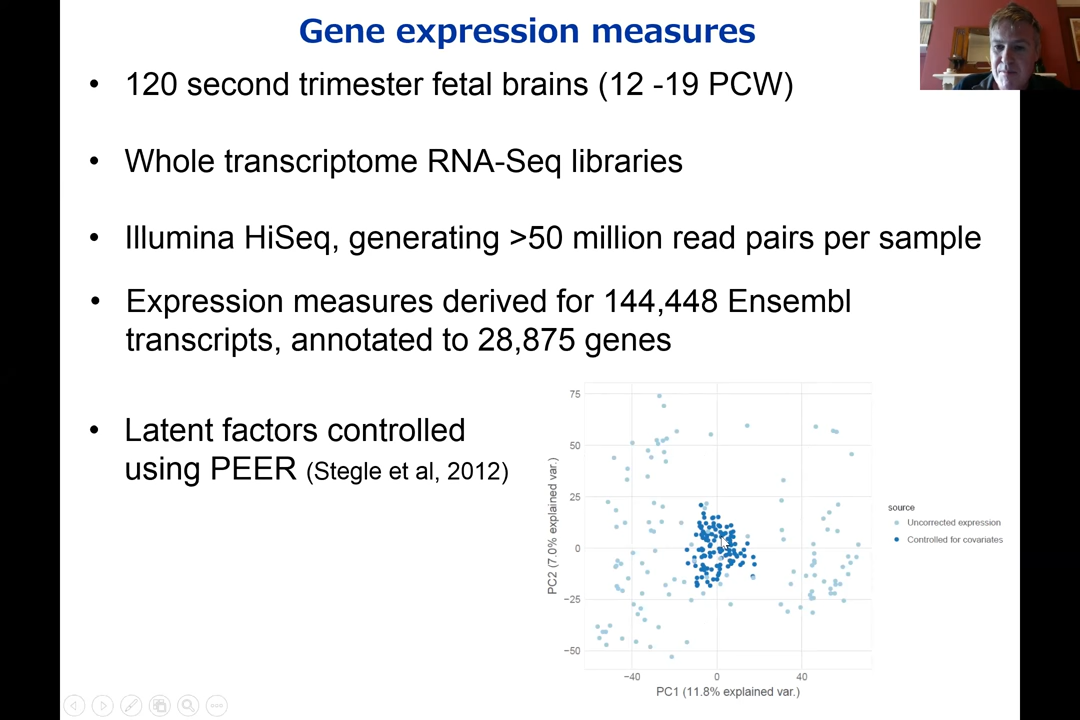 Gene expression measures
• 120 second trimester fetal brains (12 -19 PCW)
• Whole transcriptome RNA-Seq libraries
• Illumina HiSeq, generating >50 million read pairs per sample
• Expression measures derived for 144,448 Ensembl
transcripts, annotated to 28,875 genes
• Latent factors controlled
using PEER (Stegle et al, 2012)
75
50
25
0
−25
−50
PC2 (7.0% explained var.)
−40 0 40
PC1 (11.8% explained var.)
source
Uncorrected expression
Controlled for covariates